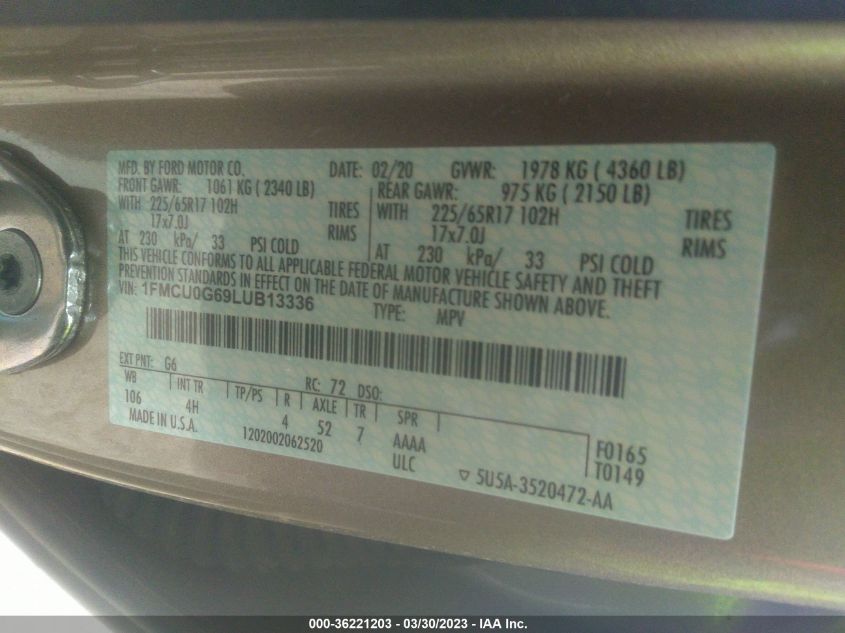 MFD. BY FORD MOTOR CO. DATE: 02/20 GVWR: 1978 KG ( 4360 LB)
FRONT GAWR: 1061 KG ( 2340 LB) REAR GAWR: 975 KG ( 2150 LB)
WITH 225/65R17 102H TIRES WITH 225/65R17 102H TIRES
17x7.0J RIMS 17x7.0J RIMS
AT 230 kPa/ 33 PSI COLD AT 230 kPa/ 33 PSI COLD
THIS VEHICLE CONFORMS TO ALL APPLICABLE FEDERAL MOTOR VEHICLE SAFETY AND THEFT
PREVENTION STANDARDS IN EFFECT ON THE DATE OF MANUFACTURE SHOWN ABOVE.
VIN: 1FMCU0G69LUB13336 TYPE: MPV
EXT PNT: G6 RC: 72 DSO:
WB INT TR TP/PS R AXLE TR SPR
106 4H 4 52 7 AAAA F0165
MADE IN U.S.A. 1202002062520 ULC T0149
▽ 5U5A-3520472-AA
000-36221203 - 03/30/2023 - IAA Inc.